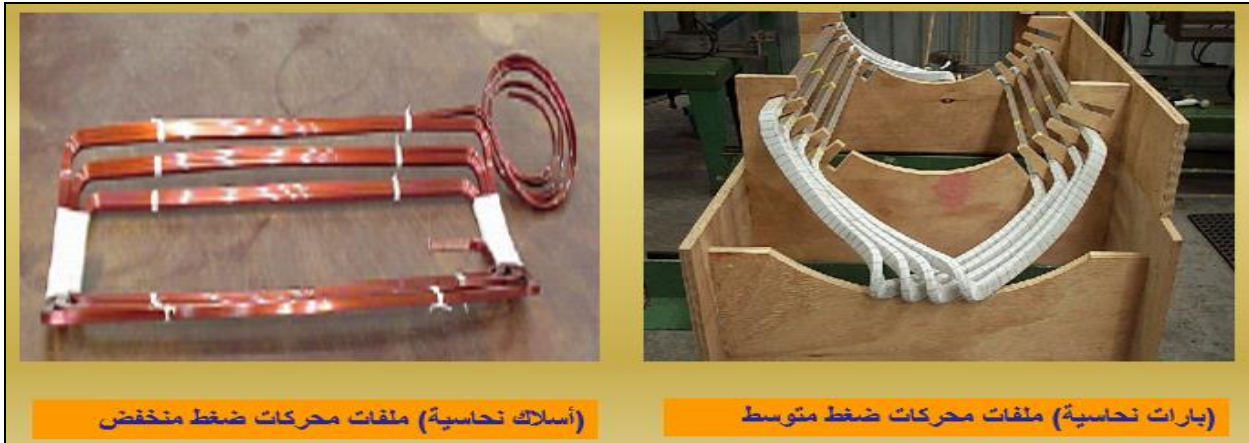 (بارات نحاسية) ملفات محركات ضغط متوسط
(أسلاك نحاسية) ملفات محركات ضغط منخفض